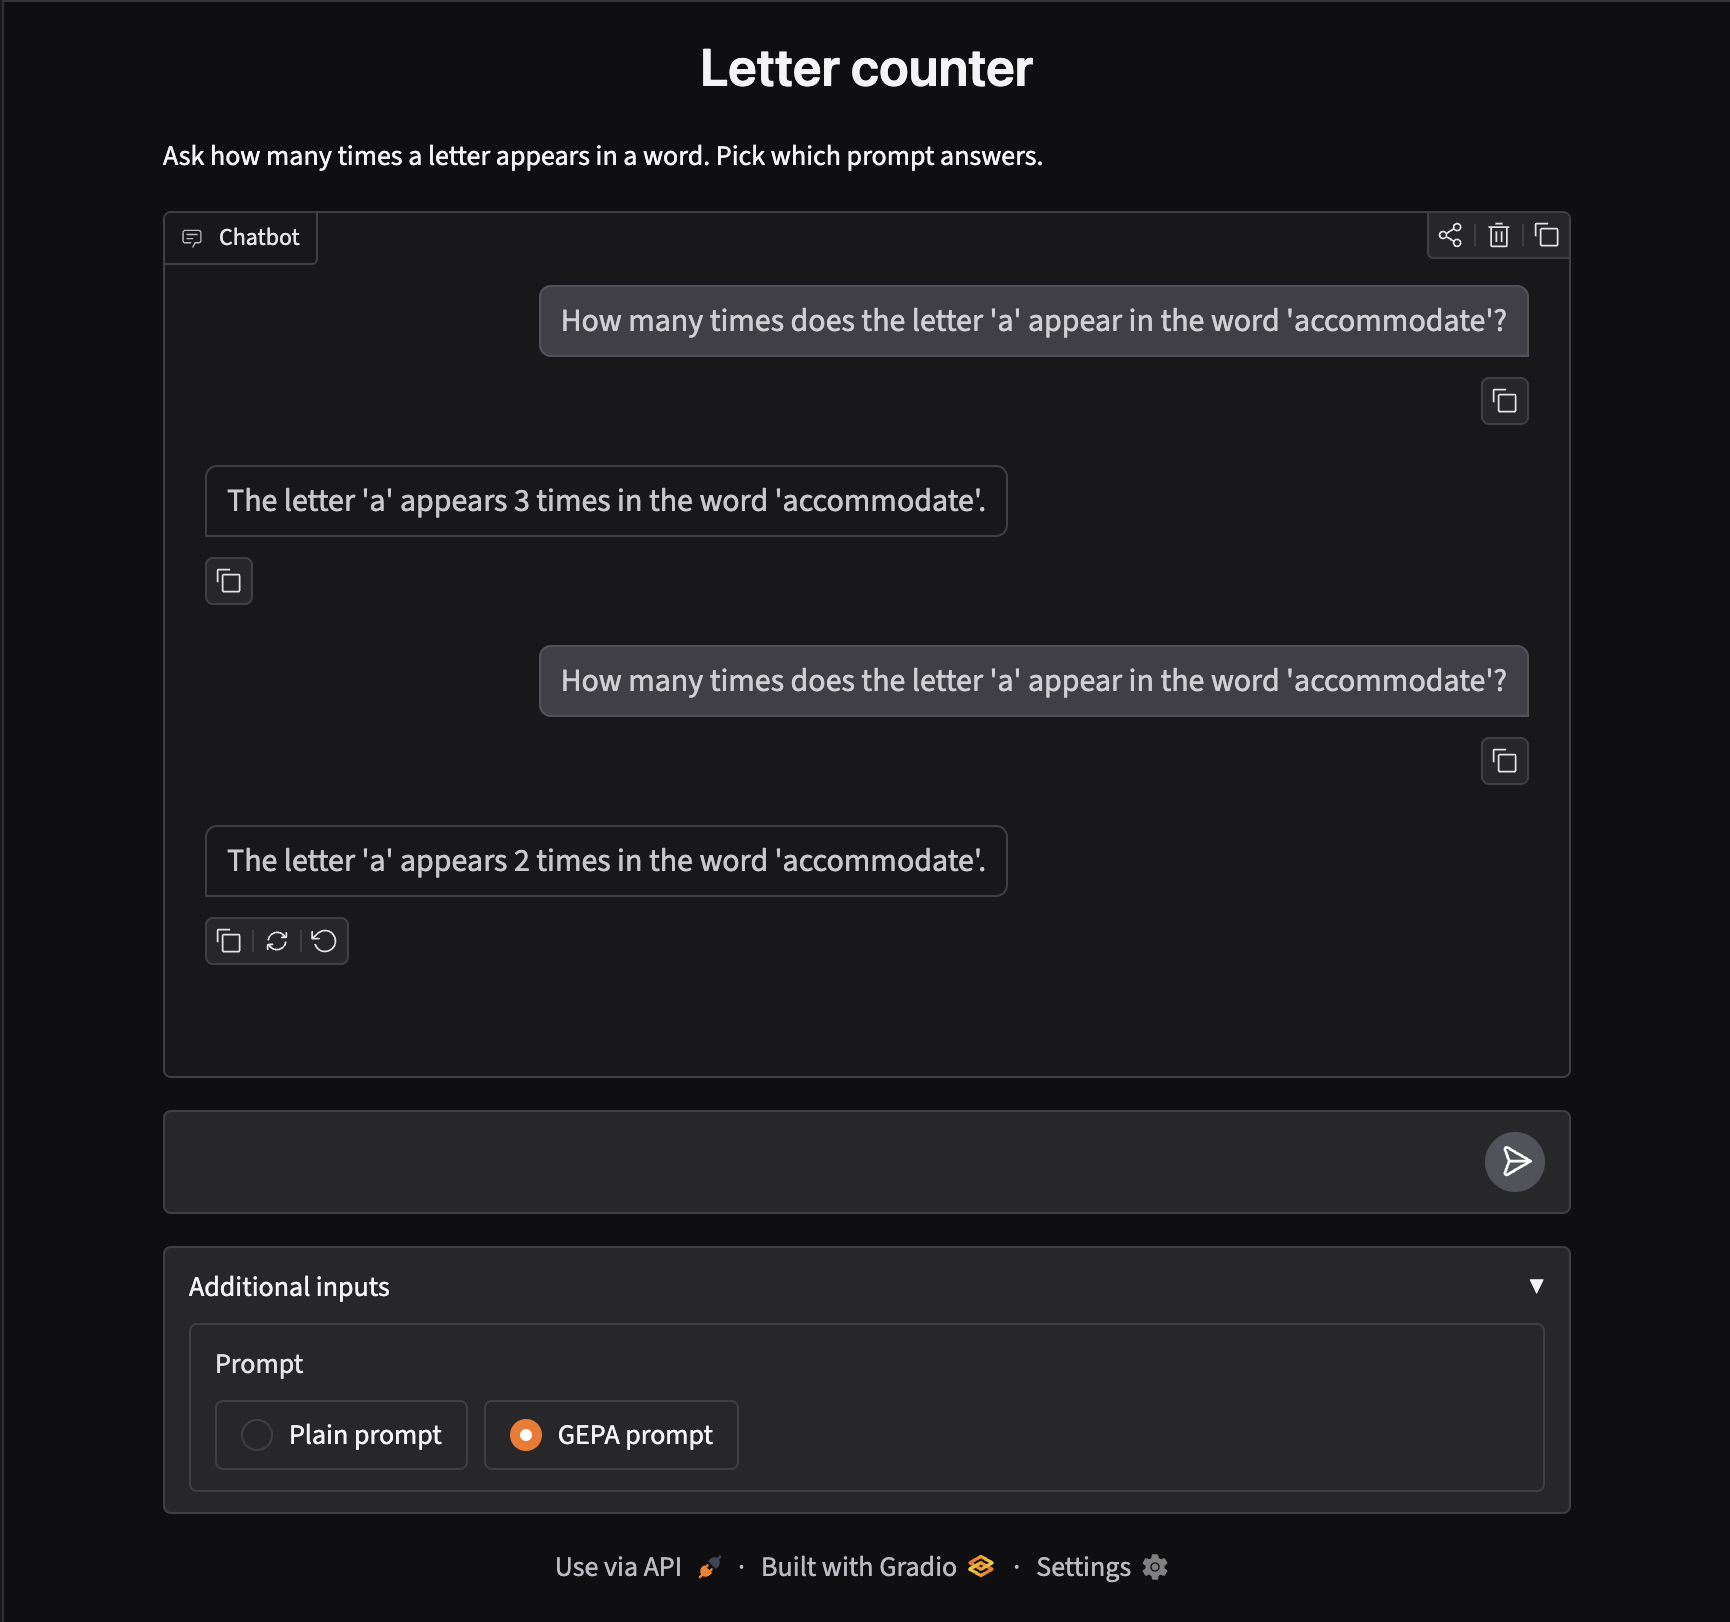 Letter counter
Ask how many times a letter appears in a word. Pick which prompt answers.
Chatbot
How many times does the letter 'a' appear in the word 'accommodate'?
The letter 'a' appears 3 times in the word 'accommodate'.
How many times does the letter 'a' appear in the word 'accommodate'?
The letter 'a' appears 2 times in the word 'accommodate'.
Additional inputs
Prompt
Plain prompt
GEPA prompt
Use via API · Built with Gradio · Settings